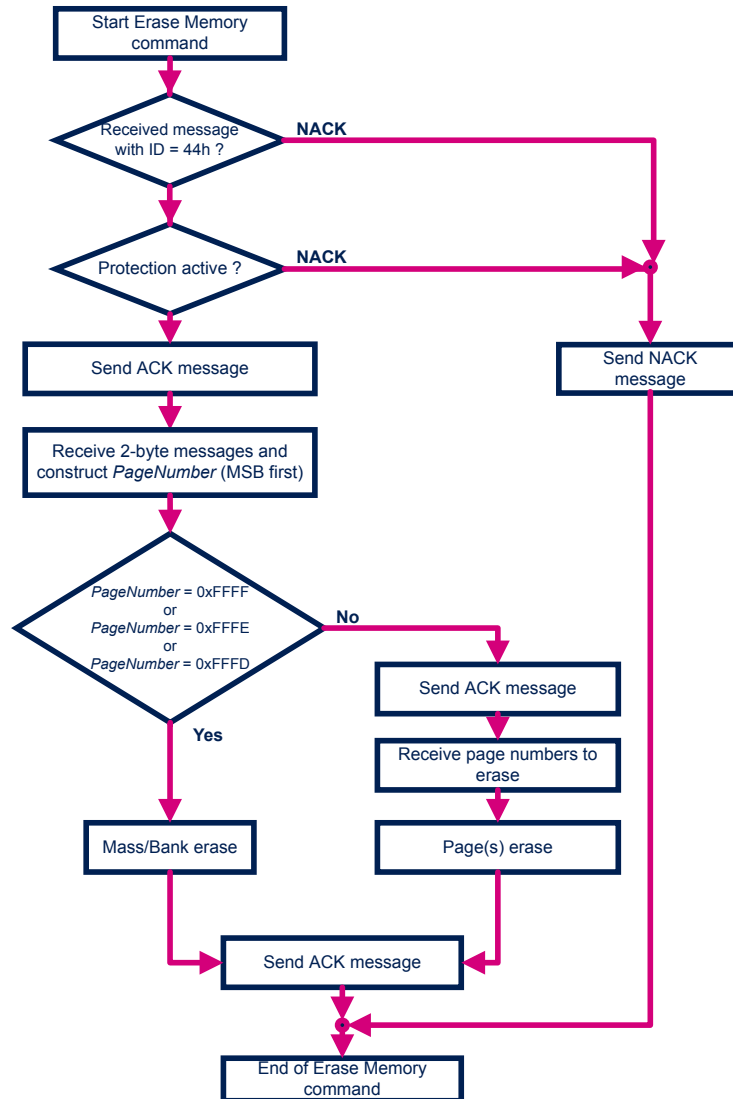 Start Erase Memory
command
Received message
with ID = 44h ?
NACK
Protection active ?
NACK
Send ACK message
Send NACK
message
Receive 2-byte messages and
construct PageNumber (MSB first)
PageNumber = 0xFFFF
or
PageNumber = 0xFFFE
or
PageNumber = 0xFFFD
No
Yes
Send ACK message
Receive page numbers to
erase
Mass/Bank erase
Page(s) erase
Send ACK message
End of Erase Memory
command